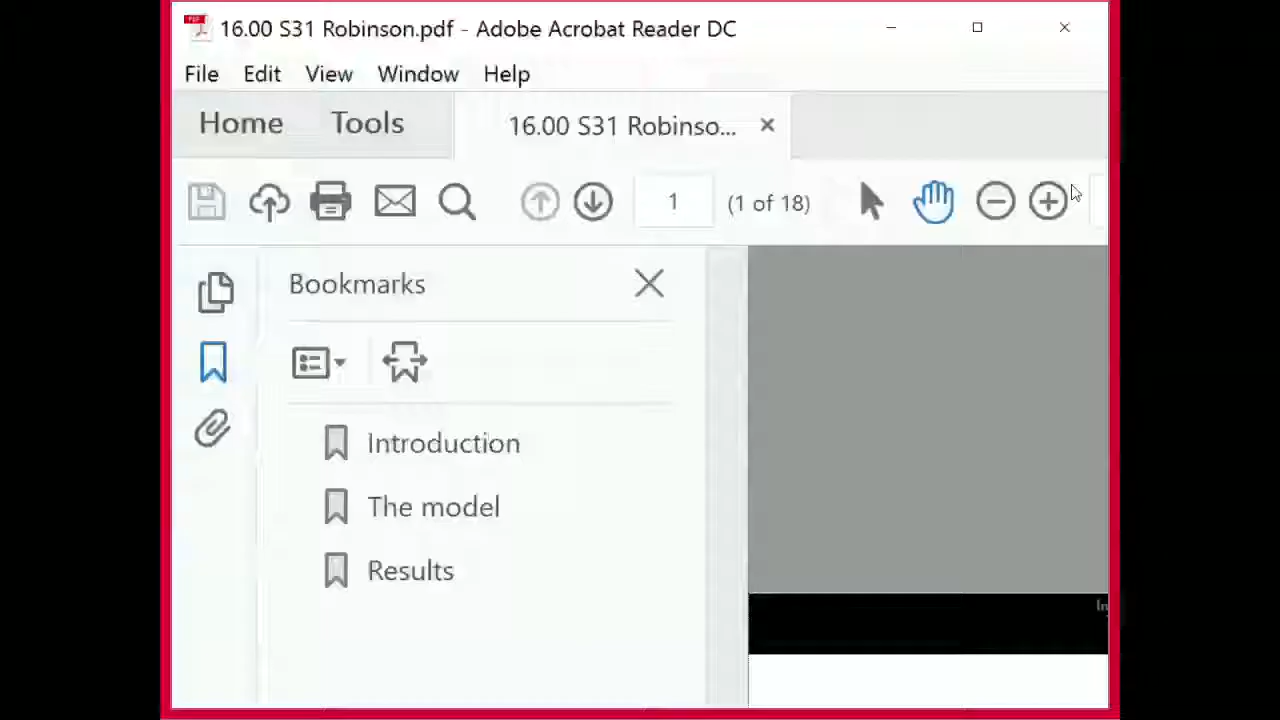 16.00 S31 Robinson.pdf - Adobe Acrobat Reader DC
File Edit View Window Help
Home Tools 16.00 S31 Robinso...
1 (1 of 18)
Bookmarks
Introduction
The model
Results